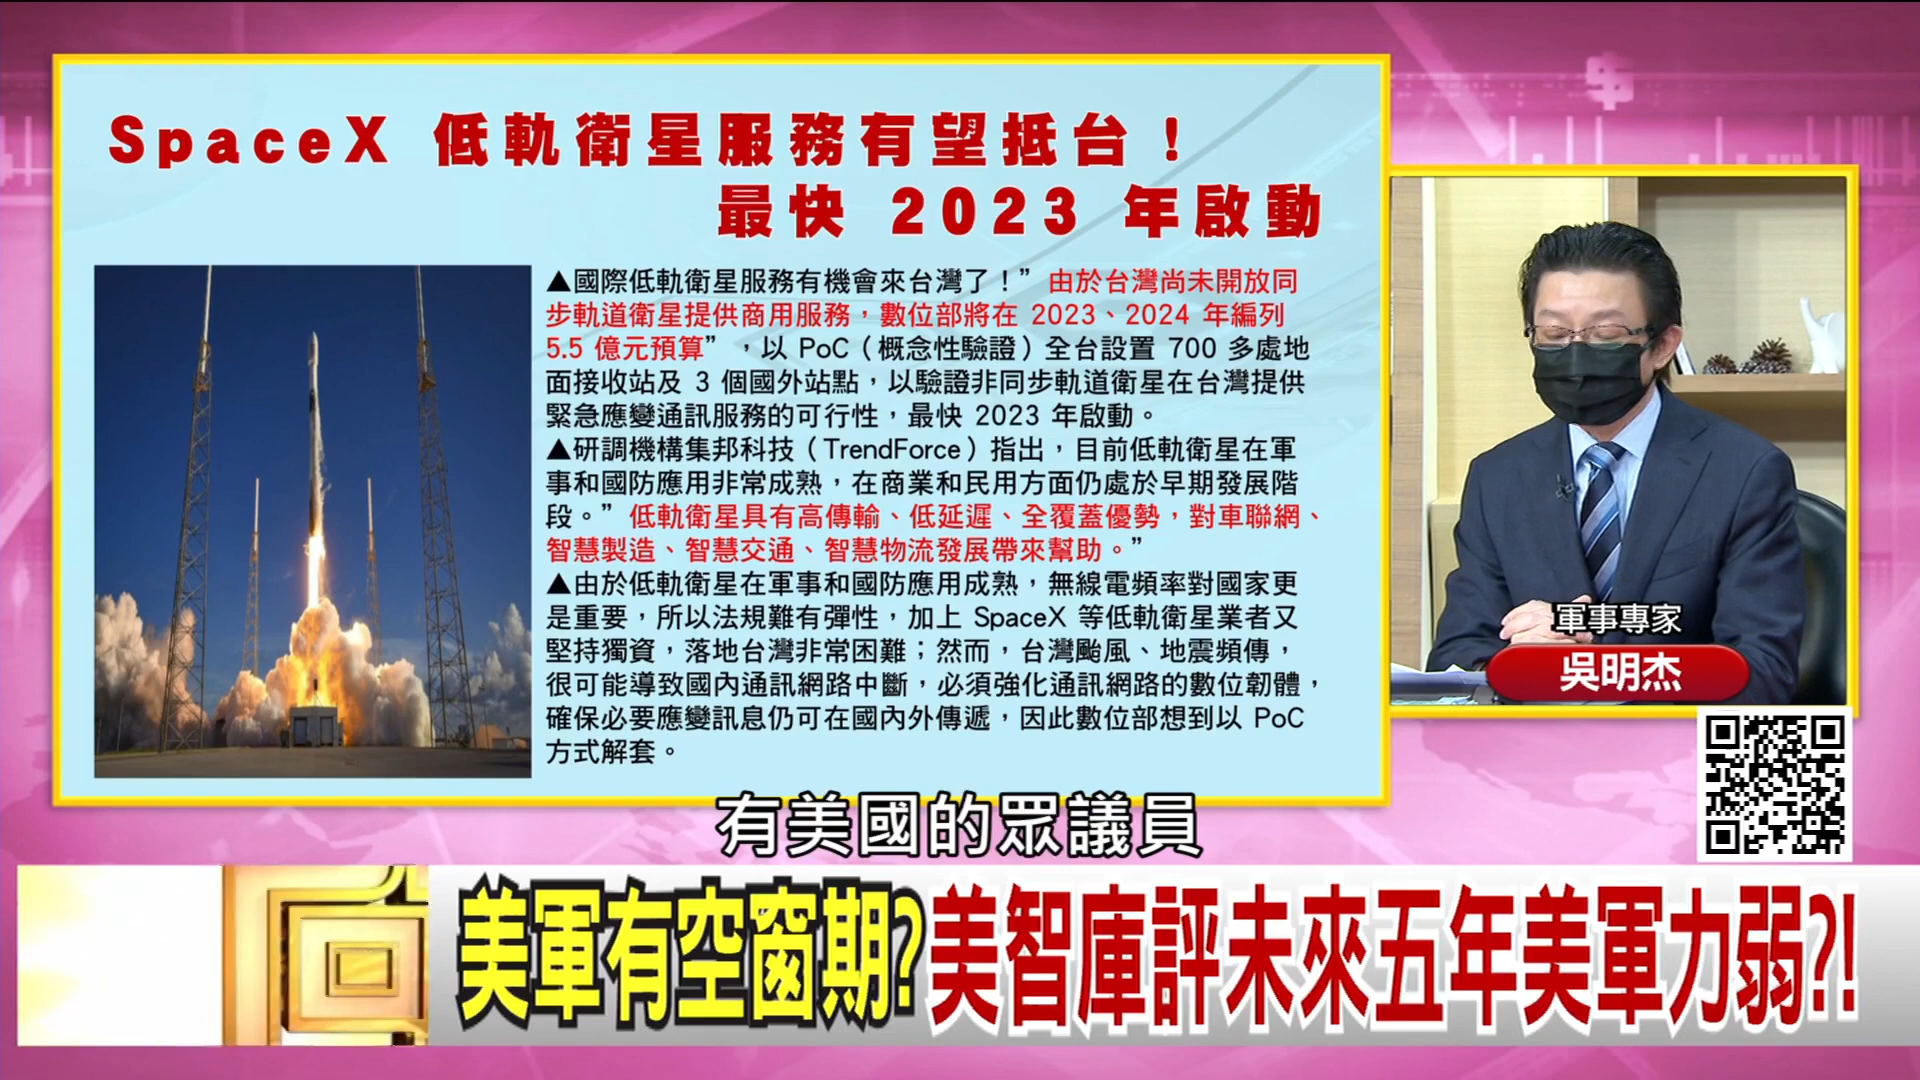 SpaceX 低軌衛星服務有望抵台！
最快 2023 年啟動
▲國際低軌衛星服務有機會來台灣了！” 由於台灣尚未開放同
步軌道衛星提供商用服務，數位部將在 2023、2024 年編列
5.5 億元預算”，以 PoC（概念性驗證）全台設置 700 多處地
面接收站及 3 個國外站點，以驗證非同步軌道衛星在台灣提供
緊急應變通訊服務的可行性，最快 2023 年啟動。
▲研調機構集邦科技（TrendForce）指出，目前低軌衛星在軍
事和國防應用非常成熟，在商業和民用方面仍處於早期發展階
段。” 低軌衛星具有高傳輸、低延遲、全覆蓋優勢，對車聯網、
智慧製造、智慧交通、智慧物流發展帶來幫助。”
▲由於低軌衛星在軍事和國防應用成熟，無線電頻率對國家更
是重要，所以法規難有彈性，加上 SpaceX 等低軌衛星業者又
堅持獨資，落地台灣非常困難；然而，台灣颱風、地震頻傳，
很可能導致國內通訊網路中斷，必須強化通訊網路的數位韌體，
確保必要應變訊息仍可在國內外傳遞，因此數位部想到以 PoC
方式解套。
軍事專家
吳明杰
有美國的眾議員
美軍有空窗期?美智庫評未來五年美軍力弱?!